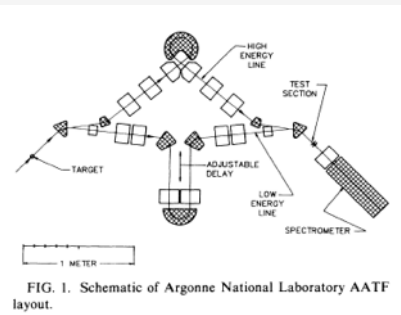 HIGH
ENERGY
LINE
TEST
SECTION
TARGET
ADJUSTABLE
DELAY
LOW
ENERGY
LINE
SPECTROMETER
1 METER
FIG. 1. Schematic of Argonne National Laboratory AATF
layout.